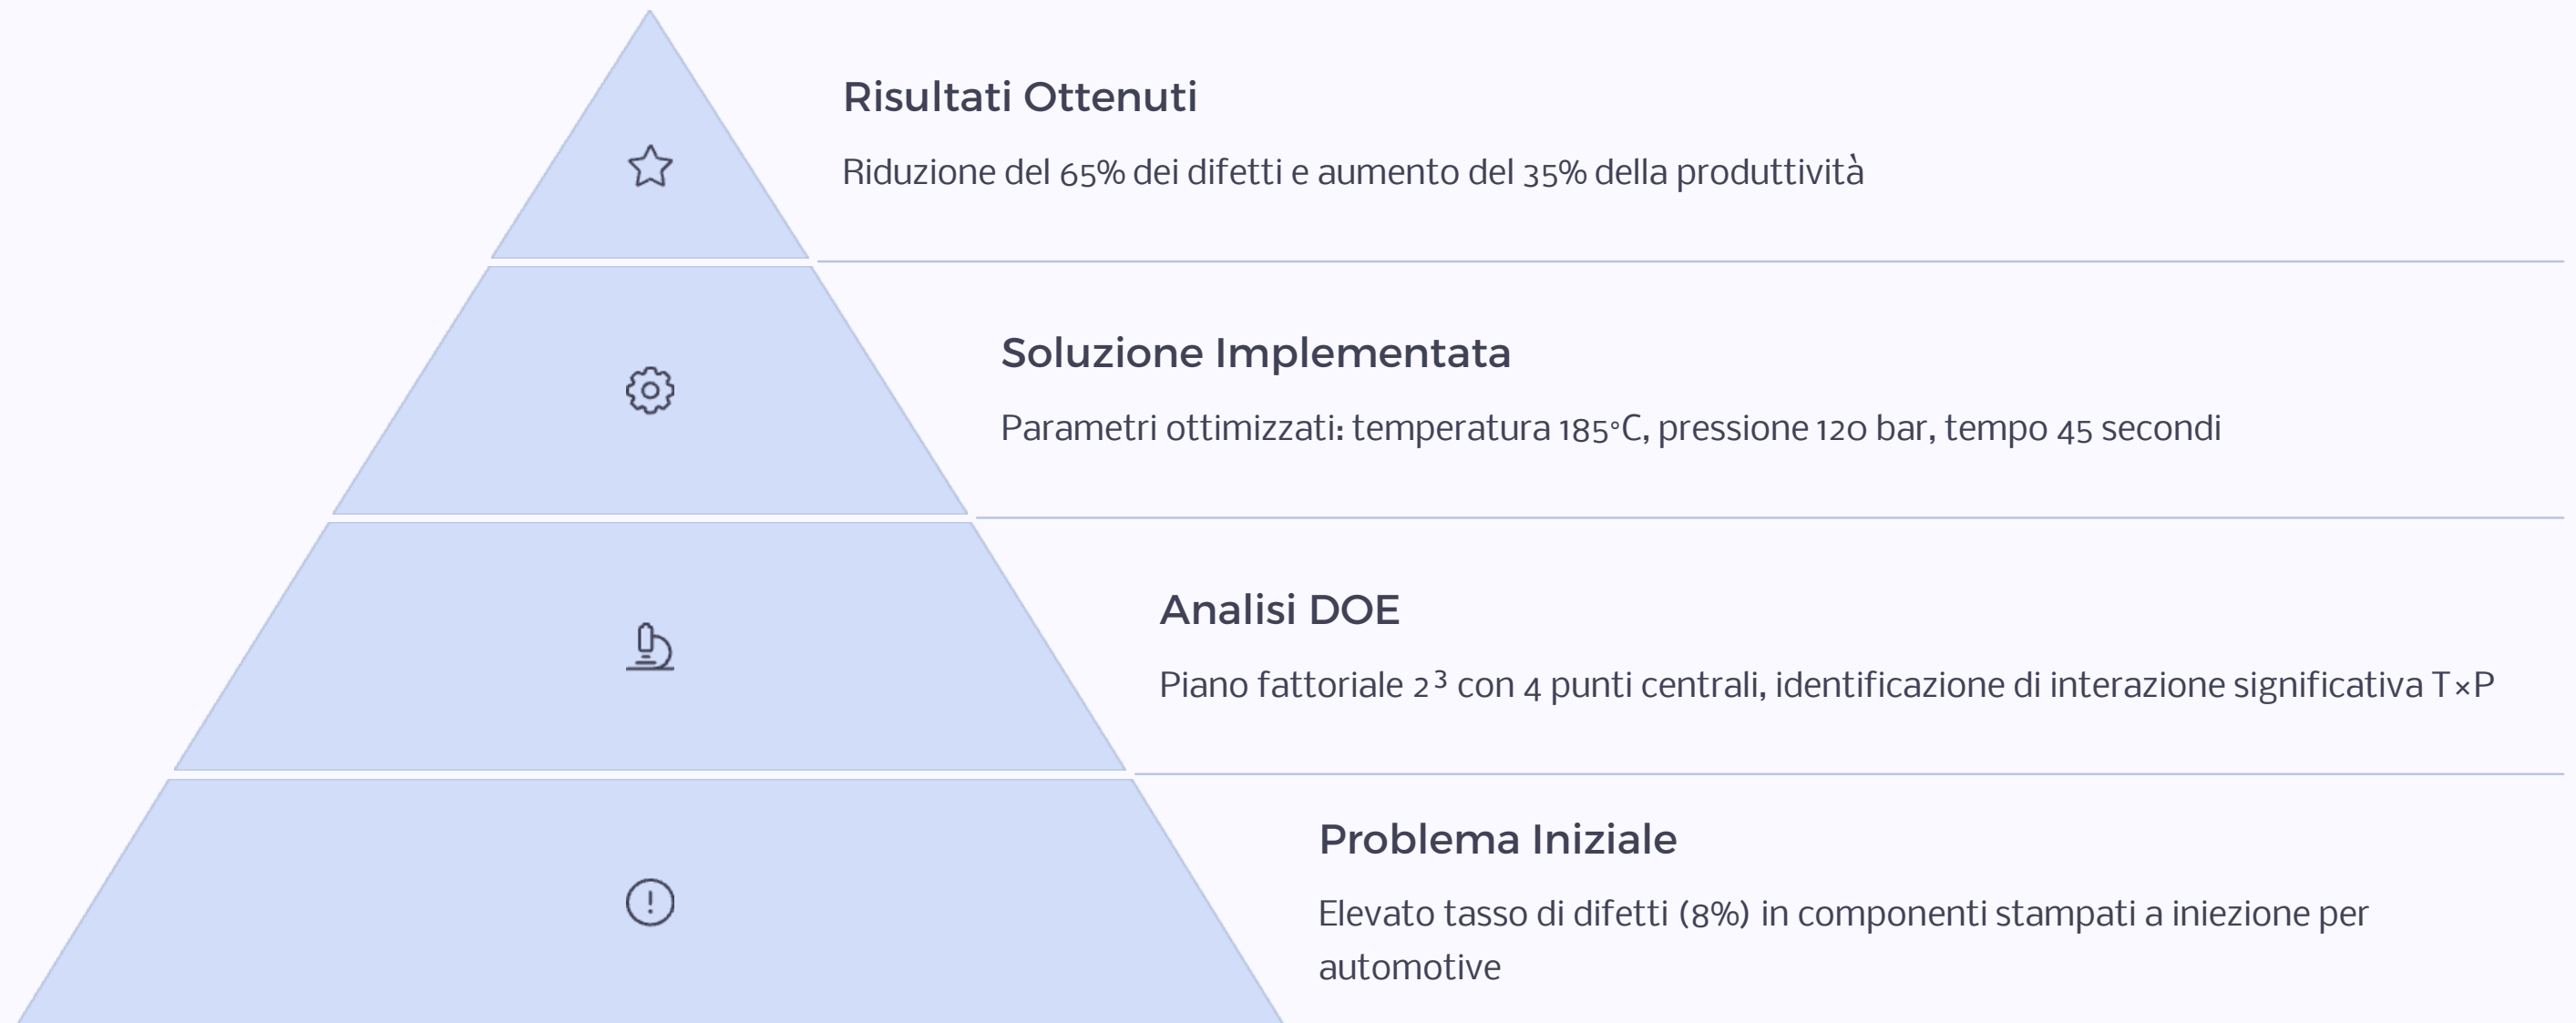 Risultati Ottenuti
Riduzione del 65% dei difetti e aumento del 35% della produttività
Soluzione Implementata
Parametri ottimizzati: temperatura 185°C, pressione 120 bar, tempo 45 secondi
Analisi DOE
Piano fattoriale 2³ con 4 punti centrali, identificazione di interazione significativa T×P
Problema Iniziale
Elevato tasso di difetti (8%) in componenti stampati a iniezione per
automotive